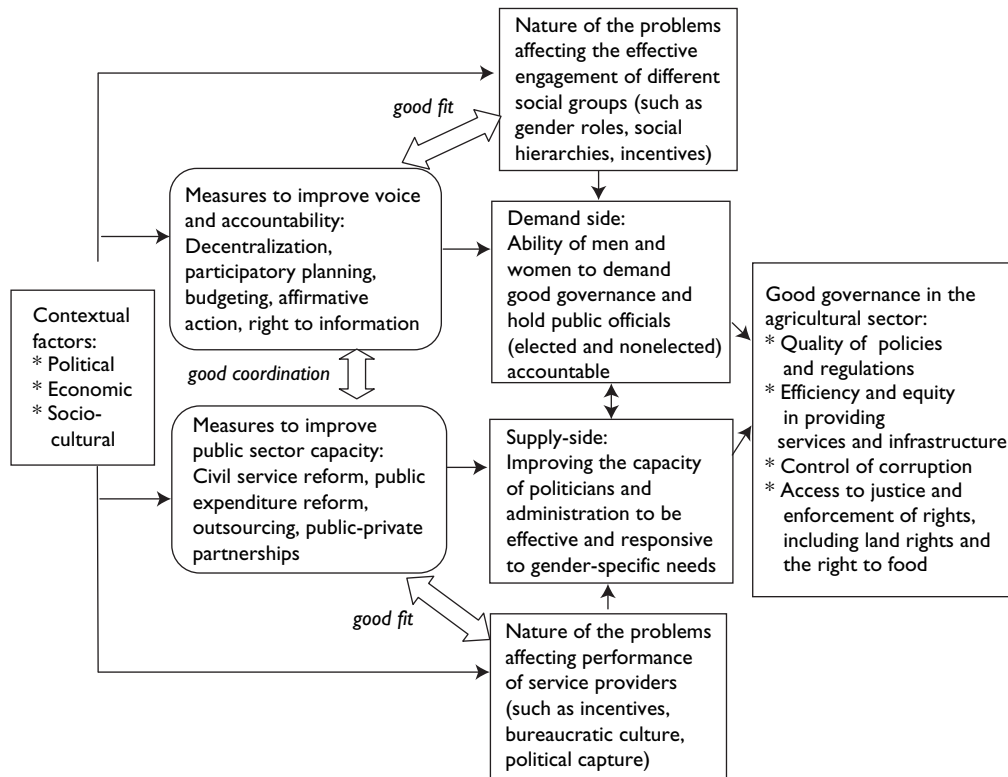 Nature of the problems
affecting the effective
engagement of different
social groups (such as
gender roles, social
hierarchies, incentives)
good fit
Measures to improve voice
and accountability:
Decentralization,
participatory planning,
budgeting, affirmative
action, right to information
Demand side:
Ability of men and
women to demand
good governance and
hold public officials
(elected and nonelected)
accountable
Contextual
factors:
* Political
* Economic
* Socio-
cultural
good coordination
Good governance in the
agricultural sector:
* Quality of policies
and regulations
* Efficiency and equity
in providing
services and infrastructure
* Control of corruption
* Access to justice and
enforcement of rights,
including land rights and
the right to food
Measures to improve
public sector capacity:
Civil service reform, public
expenditure reform,
outsourcing, public-private
partnerships
Supply-side:
Improving the capacity
of politicians and
administration to be
effective and responsive
to gender-specific needs
good fit
Nature of the problems
affecting performance
of service providers
(such as incentives,
bureaucratic culture,
political capture)